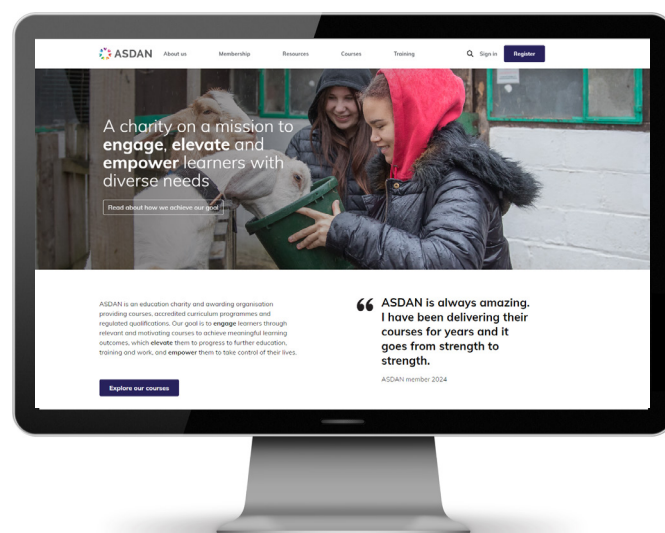 ASDAN
About us
Membership
Resources
Courses
Training
Sign in
Register
A charity on a mission to
engage, elevate and
empower learners with
diverse needs
Read about how we achieve our goal
ASDAN is an education charity and awarding organisation
providing courses, accredited curriculum programmes and
regulated qualifications. Our goal is to engage learners through
relevant and motivating courses to achieve meaningful learning
outcomes, which elevate them to progress to further education,
training and work, and empower them to take control of their lives.
Explore our courses
“ ASDAN is always amazing.
I have been delivering their
courses for years and it
goes from strength to
strength.
ASDAN member 2024